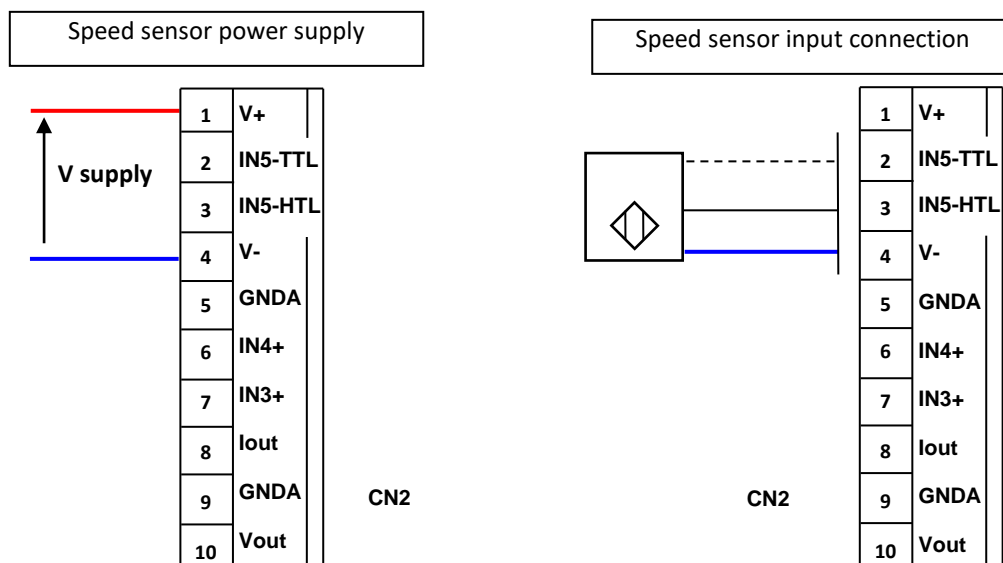 Speed sensor power supply
V supply
1 V+
2 IN5-TTL
3 IN5-HTL
4 V-
5 GNDA
6 IN4+
7 IN3+
8 Iout
9 GNDA
10 Vout
CN2
Speed sensor input connection
1 V+
2 IN5-TTL
3 IN5-HTL
4 V-
5 GNDA
6 IN4+
7 IN3+
8 Iout
9 GNDA
10 Vout
CN2